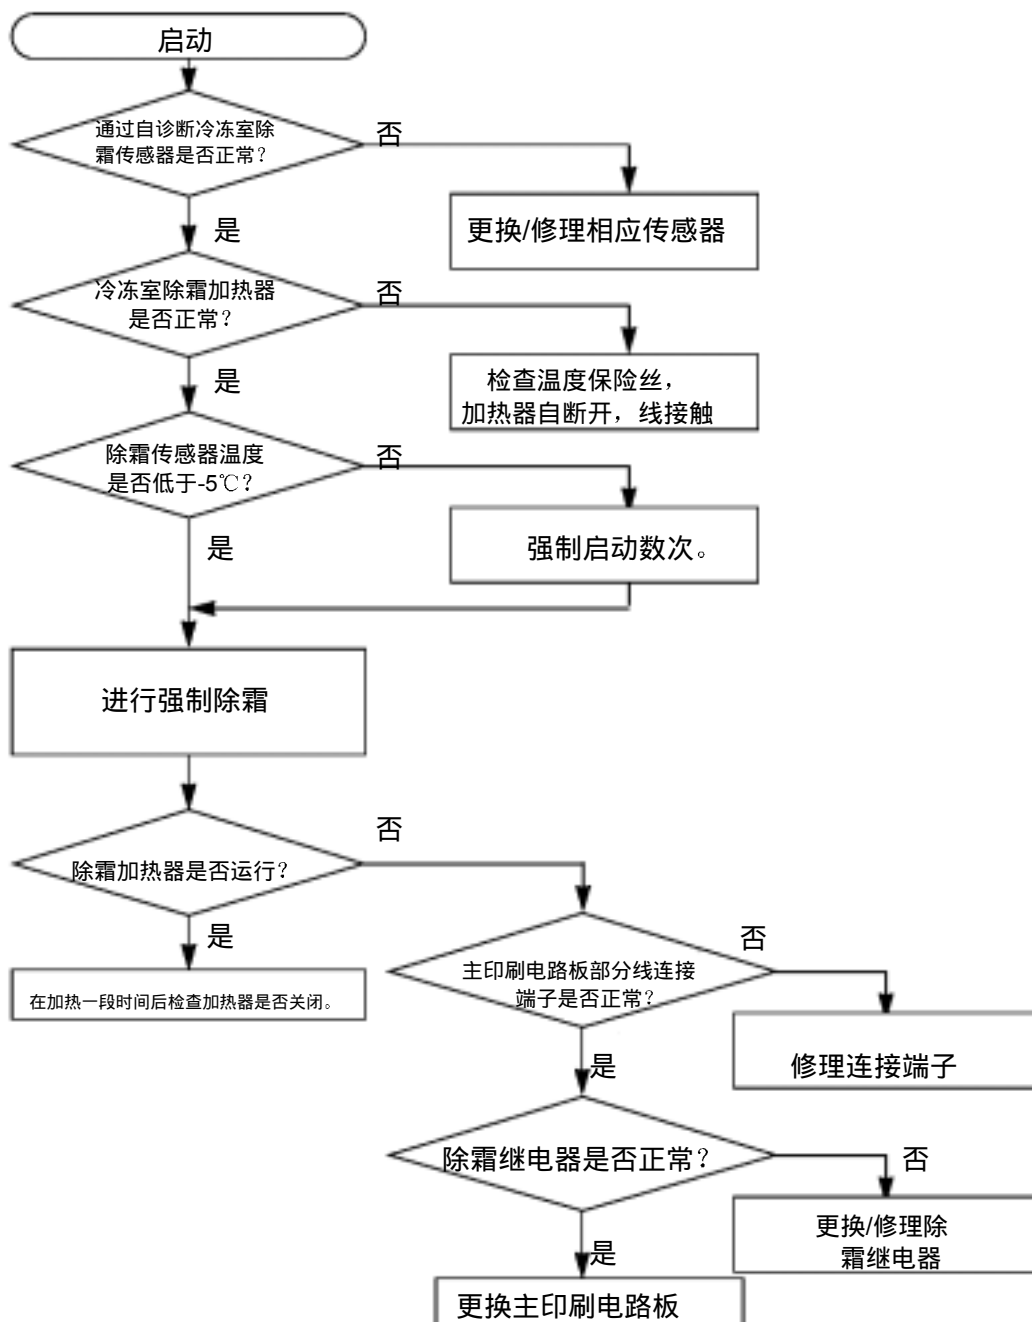 启动
通过自诊断冷冻室除
霜传感器是否正常？
否
更换/修理相应传感器
是
冷冻室除霜加热器
是否正常？
否
检查温度保险丝，
加热器自断开，线接触
是
除霜传感器温度
是否低于-5℃？
否
强制启动数次。
是
进行强制除霜
除霜加热器是否运行？
否
是
在加热一段时间后检查加热器是否关闭。
主印刷电路板部分线连接
端子是否正常？
否
修理连接端子
是
除霜继电器是否正常？
否
更换/修理除
霜继电器
是
更换主印刷电路板